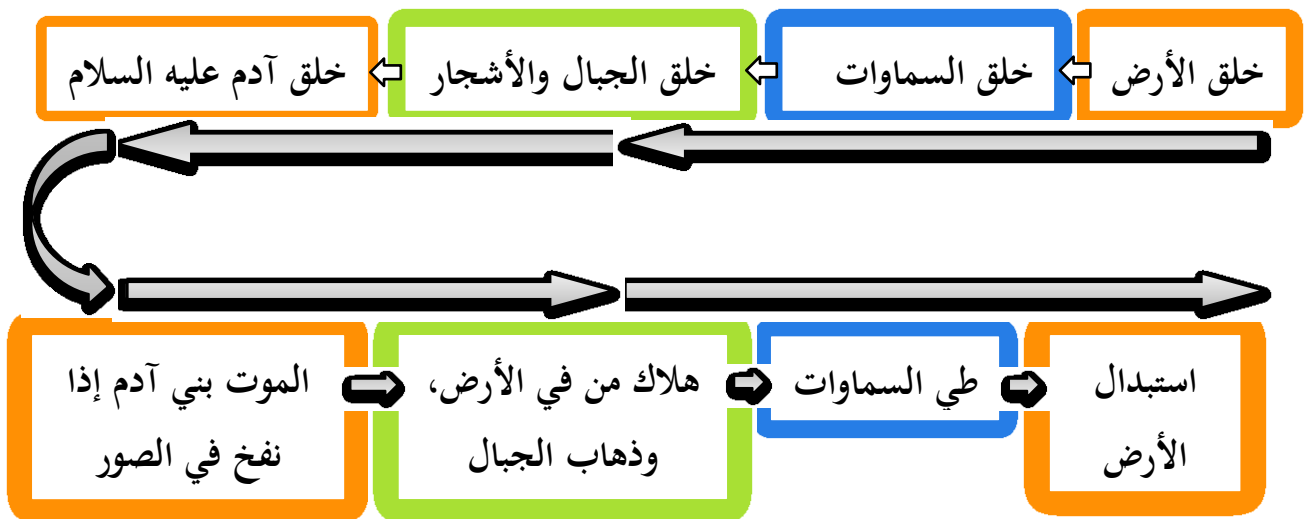 خلق الأرض
خلق السماوات
خلق الجبال والأشجار
خلق آدم عليه السلام
الموت بني آدم إذا
نفخ في الصور
هلاك من في الأرض،
وذهاب الجبال
طي السماوات
استبدال
الأرض